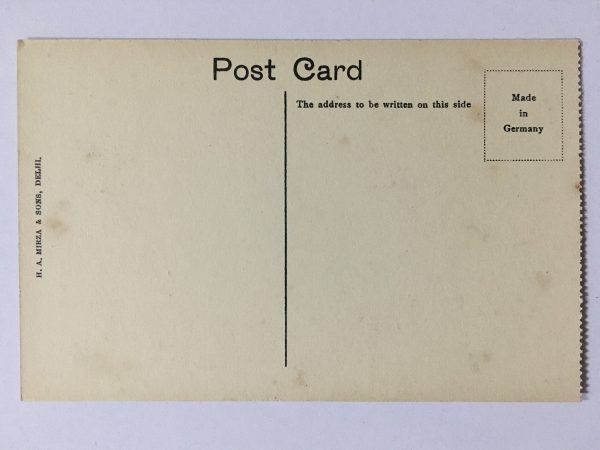 Post Card
The address to be written on this side
Made
in
Germany
H. A. MIRZA & SONS, DELHI.